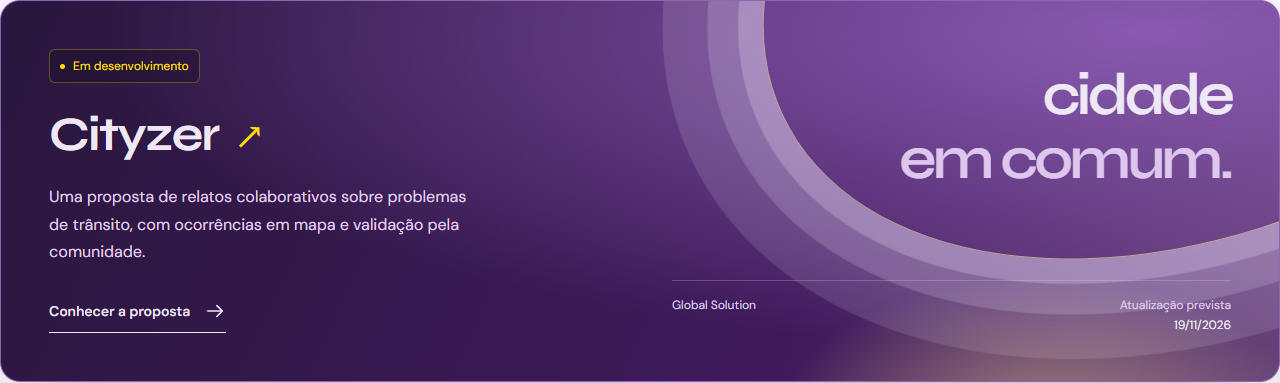 Em desenvolvimento
Cityzer ↗
Uma proposta de relatos colaborativos sobre problemas
de trânsito, com ocorrências em mapa e validação pela
comunidade.
Conhecer a proposta →
cidade
em comum.
Global Solution
Atualização prevista
19/11/2026